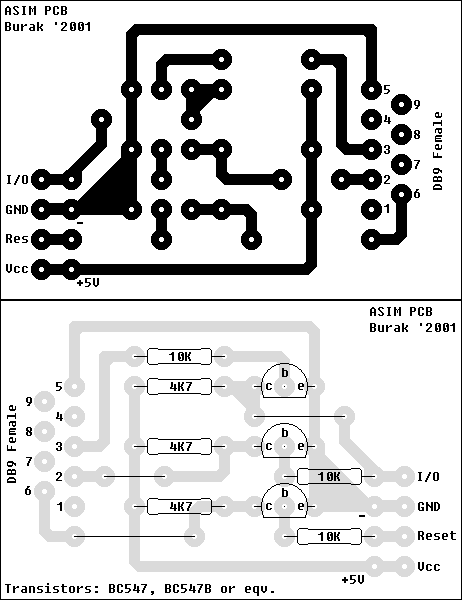 ASIM PCB
Burak '2001
5
9
4
8
3
7
I/O
2
6
GND
1
-
Res
Vcc
+5V
DB9 Female
ASIM PCB
Burak '2001
10K
b
5
4K7
c
e
9
4
8
b
3
4K7
c
e
7
2
10K
I/O
6
b
1
4K7
c
e
GND
-
10K
Reset
Vcc
+5V
DB9 Female
Transistors: BC547, BC547B or eqv.